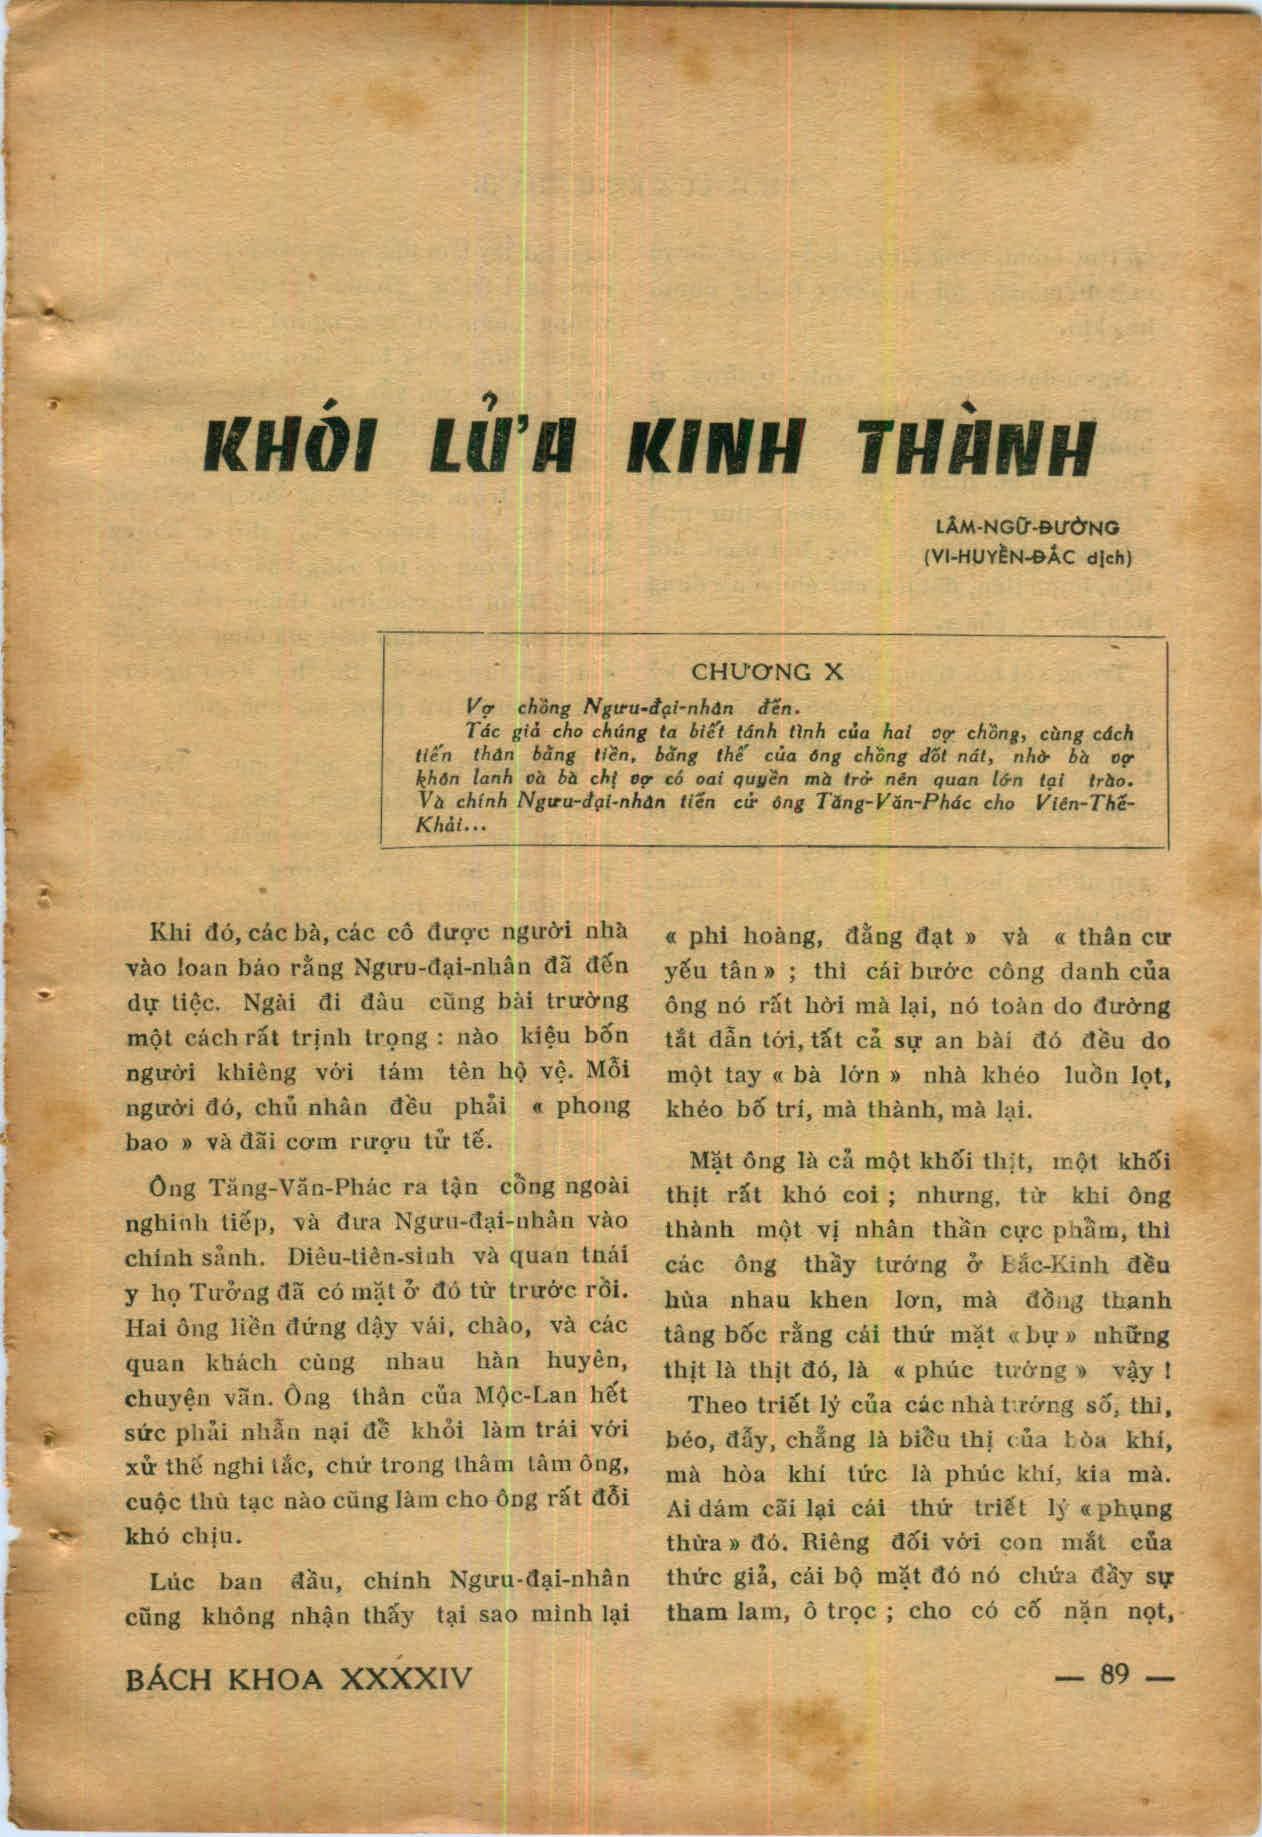 KHÓI LỬA KINH THÀNH
LÂM-NGỮ-ĐƯỜNG
(VI-HUYỀN-ĐẮC dịch)
CHƯƠNG X
Vợ chồng Ngưu-đại-nhân đến.
Tác giả cho chúng ta biết tánh tình của hai vợ chồng, cùng cách
tiến thân bằng tiền, bằng thế của ông chồng dốt nát, nhờ bà vợ
khôn lanh và bà chị vợ có oai quyền mà trở nên quan lớn tại trào.
Và chính Ngưu-đại-nhân tiến cử ông Tăng-Văn-Phác cho Viên-Thế-
Khải...
Khi đó, các bà, các cô được người nhà
vào loan báo rằng Ngưu-đại-nhân đã đến
dự tiệc. Ngài đi đâu cũng bài trường
một cách rất trịnh trọng : nào kiệu bốn
người khiêng với tám tên hộ vệ. Mỗi
người đó, chủ nhân đều phải « phong
bao » và đãi cơm rượu tử tế.
Ông Tăng-Văn-Phác ra tận cổng ngoài
nghinh tiếp, và đưa Ngưu-đại-nhân vào
chính sảnh. Diêu-tiên-sinh và quan thái
y họ Tưởng đã có mặt ở đó từ trước rồi.
Hai ông liền đứng dậy vái, chào, và các
quan khách cùng nhau hàn huyên,
chuyện vãn. Ông thân của Mộc-Lan hết
sức phải nhẫn nại để khỏi làm trái với
xử thế nghi tắc, chứ trong thâm tâm ông,
cuộc thù tạc nào cũng làm cho ông rất đỗi
khó chịu.
Lúc ban đầu, chính Ngưu-đại-nhân
cũng không nhận thấy tại sao mình lại
« phi hoàng, đằng đạt » và « thân cư
yếu tân » ; thì cái bước công danh của
ông nó rất hời mà lại, nó toàn do đường
tắt dẫn tới, tất cả sự an bài đó đều do
một tay « bà lớn » nhà khéo luồn lọt,
khéo bố trí, mà thành, mà lại.
Mặt ông là cả một khối thịt, một khối
thịt rất khó coi ; nhưng, từ khi ông
thành một vị nhân thần cực phẩm, thì
các ông thầy tướng ở Bắc-Kinh đều
hùa nhau khen lơn, mà đồng thanh
tâng bốc rằng cái thứ mặt « bự » những
thịt là thịt đó, là « phúc tướng » vậy !
Theo triết lý của các nhà tướng số, thì,
béo, đẫy, chẳng là biểu thị của hòa khí,
mà hòa khí tức là phúc khí, kia mà.
Ai dám cãi lại cái thứ triết lý « phụng
thừa » đó. Riêng đối với con mắt của
thức giả, cái bộ mặt đó nó chứa đầy sự
tham lam, ô trọc ; cho có cố nặn nọt,
BÁCH KHOA XXXXIV
— 89 —